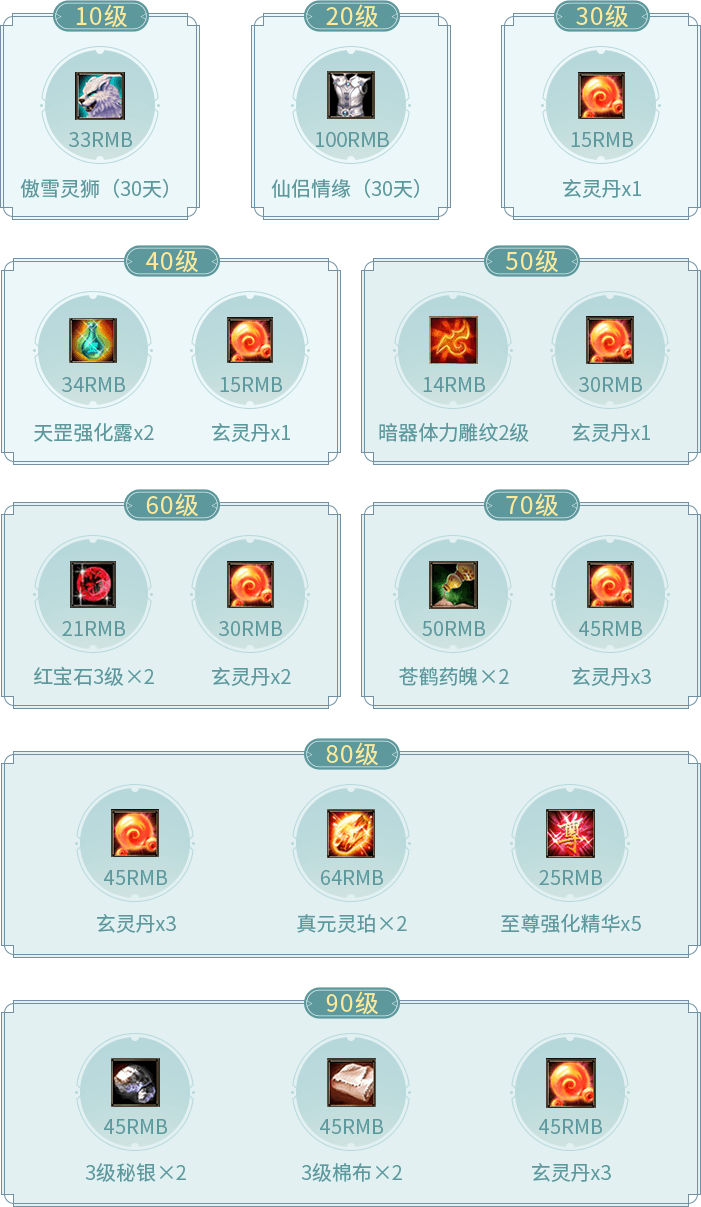 10级
33RMB
傲雪灵狮（30天）
20级
100RMB
仙侣情缘（30天）
30级
15RMB
玄灵丹x1
40级
34RMB
天罡强化露x2
15RMB
玄灵丹x1
50级
14RMB
暗器体力雕纹2级
30RMB
玄灵丹x1
60级
21RMB
红宝石3级×2
30RMB
玄灵丹x2
70级
50RMB
苍鹤药魄×2
45RMB
玄灵丹x3
80级
45RMB
玄灵丹x3
64RMB
真元灵珀×2
尊
25RMB
至尊强化精华x5
90级
45RMB
3级秘银×2
45RMB
3级棉布×2
45RMB
玄灵丹x3